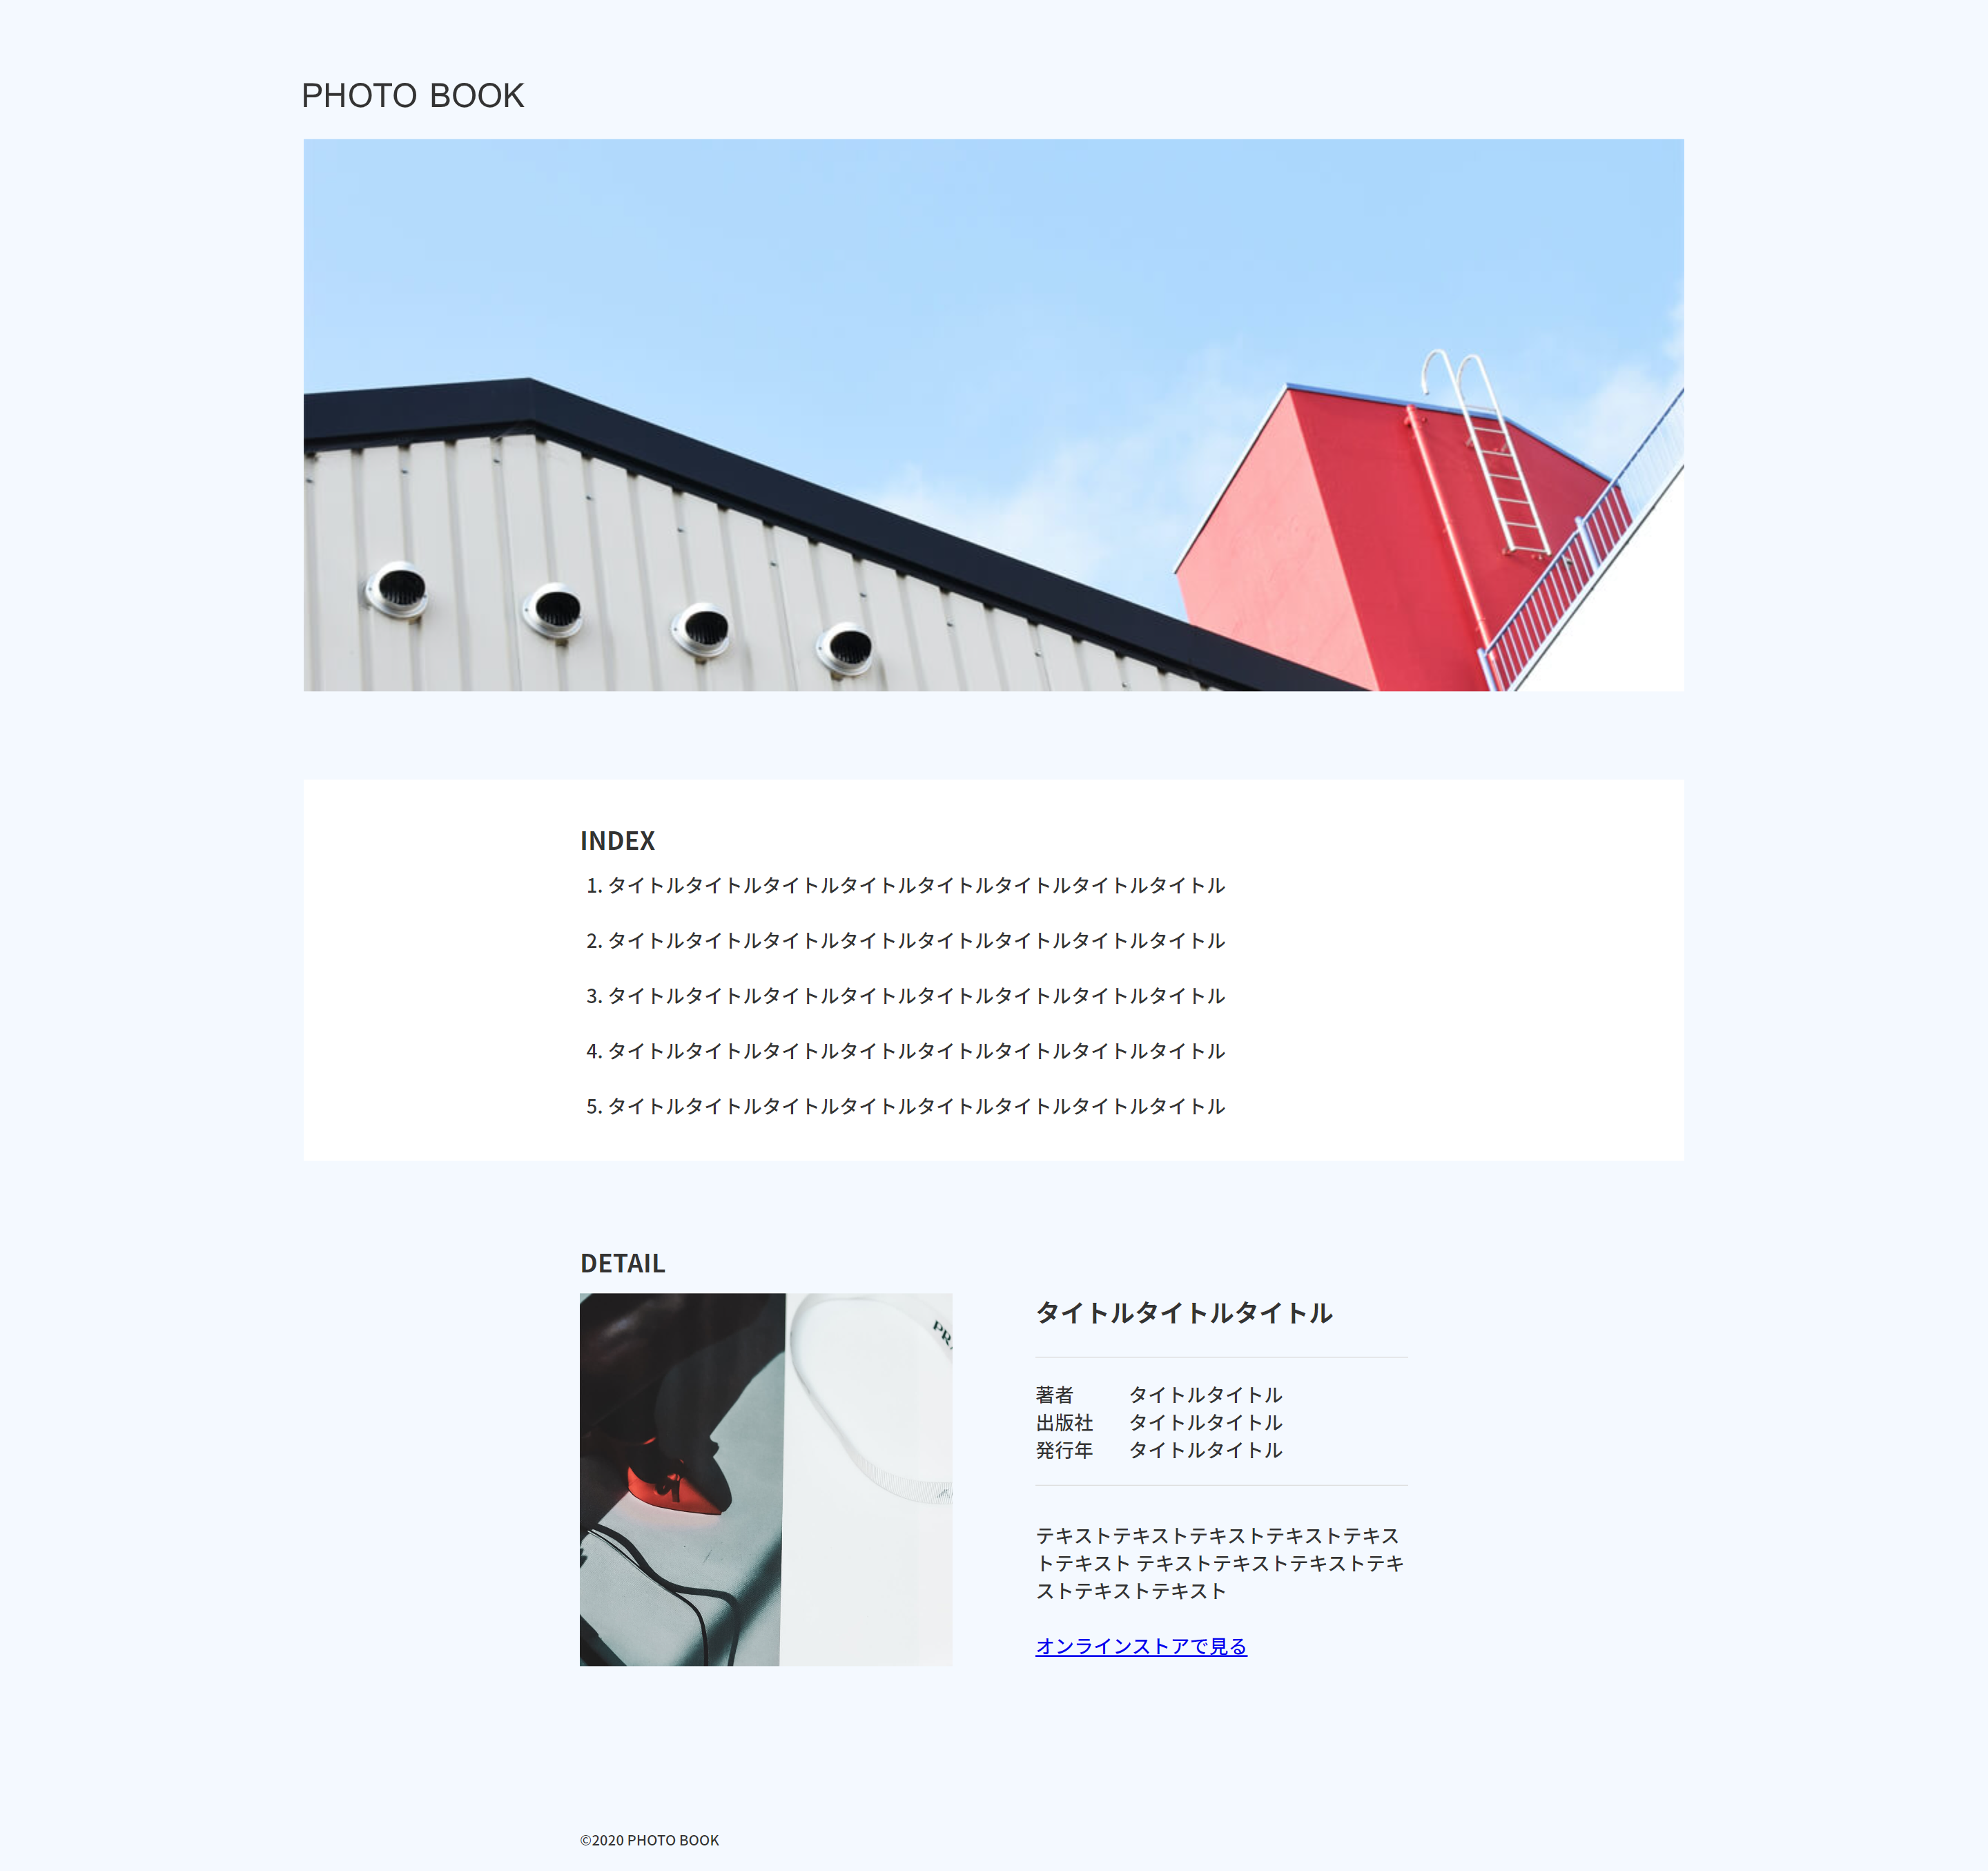 PHOTO BOOK
INDEX
1. タイトルタイトルタイトルタイトルタイトルタイトルタイトルタイトル
2. タイトルタイトルタイトルタイトルタイトルタイトルタイトルタイトル
3. タイトルタイトルタイトルタイトルタイトルタイトルタイトルタイトル
4. タイトルタイトルタイトルタイトルタイトルタイトルタイトルタイトル
5. タイトルタイトルタイトルタイトルタイトルタイトルタイトルタイトル
DETAIL
タイトルタイトルタイトル
著者 タイトルタイトル
出版社 タイトルタイトル
発行年 タイトルタイトル
テキストテキストテキストテキストテキス
トテキスト テキストテキストテキストテキ
ストテキストテキスト
オンラインストアで見る
©2020 PHOTO BOOK